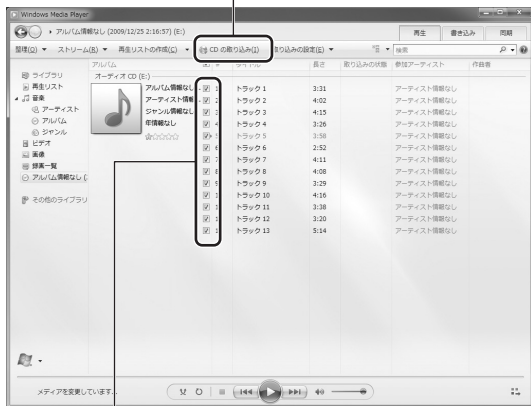 Windows Media Player
アルバム情報なし (2009/12/25 2:16:57) (E:)
再生
書き込み
同期
整理(O)
ストリーム(R)
再生リストの作成(C)
CD の取り込み(I)
取り込みの設定(E)
検索
アルバム
#
タイトル
長さ
取り込みの状態
参加アーティスト
作曲者
ライブラリ
再生リスト
音楽
アーティスト
アルバム
ジャンル
ビデオ
画像
録画一覧
アルバム情報なし (
その他のライブラリ
オーディオ CD (E:)
アルバム情報なし
アーティスト情報
ジャンル情報なし
年情報なし
1 トラック 1 3:31 アーティスト情報なし
2 トラック 2 4:02 アーティスト情報なし
3 トラック 3 4:15 アーティスト情報なし
4 トラック 4 3:26 アーティスト情報なし
5 トラック 5 3:58 アーティスト情報なし
6 トラック 6 2:52 アーティスト情報なし
7 トラック 7 4:11 アーティスト情報なし
8 トラック 8 4:08 アーティスト情報なし
9 トラック 9 3:29 アーティスト情報なし
1 トラック 10 4:16 アーティスト情報なし
1 トラック 11 3:38 アーティスト情報なし
1 トラック 12 3:20 アーティスト情報なし
1 トラック 13 5:14 アーティスト情報なし
メディアを変更しています...